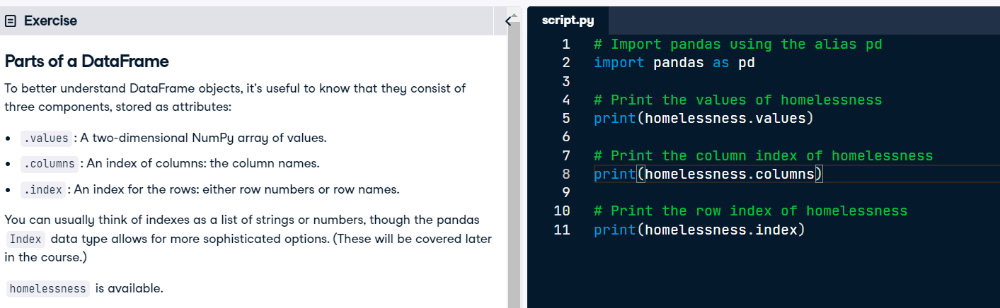 Exercise
Parts of a DataFrame
To better understand DataFrame objects, it's useful to know that they consist of
three components, stored as attributes:
• .values: A two-dimensional NumPy array of values.
• .columns: An index of columns: the column names.
• .index: An index for the rows: either row numbers or row names.
You can usually think of indexes as a list of strings or numbers, though the pandas
Index data type allows for more sophisticated options. (These will be covered later
in the course.)
homelessness is available.
script.py
1 # Import pandas using the alias pd
2 import pandas as pd
3
4 # Print the values of homelessness
5 print(homelessness.values)
6
7 # Print the column index of homelessness
8 print(homelessness.columns)
9
10 # Print the row index of homelessness
11 print(homelessness.index)